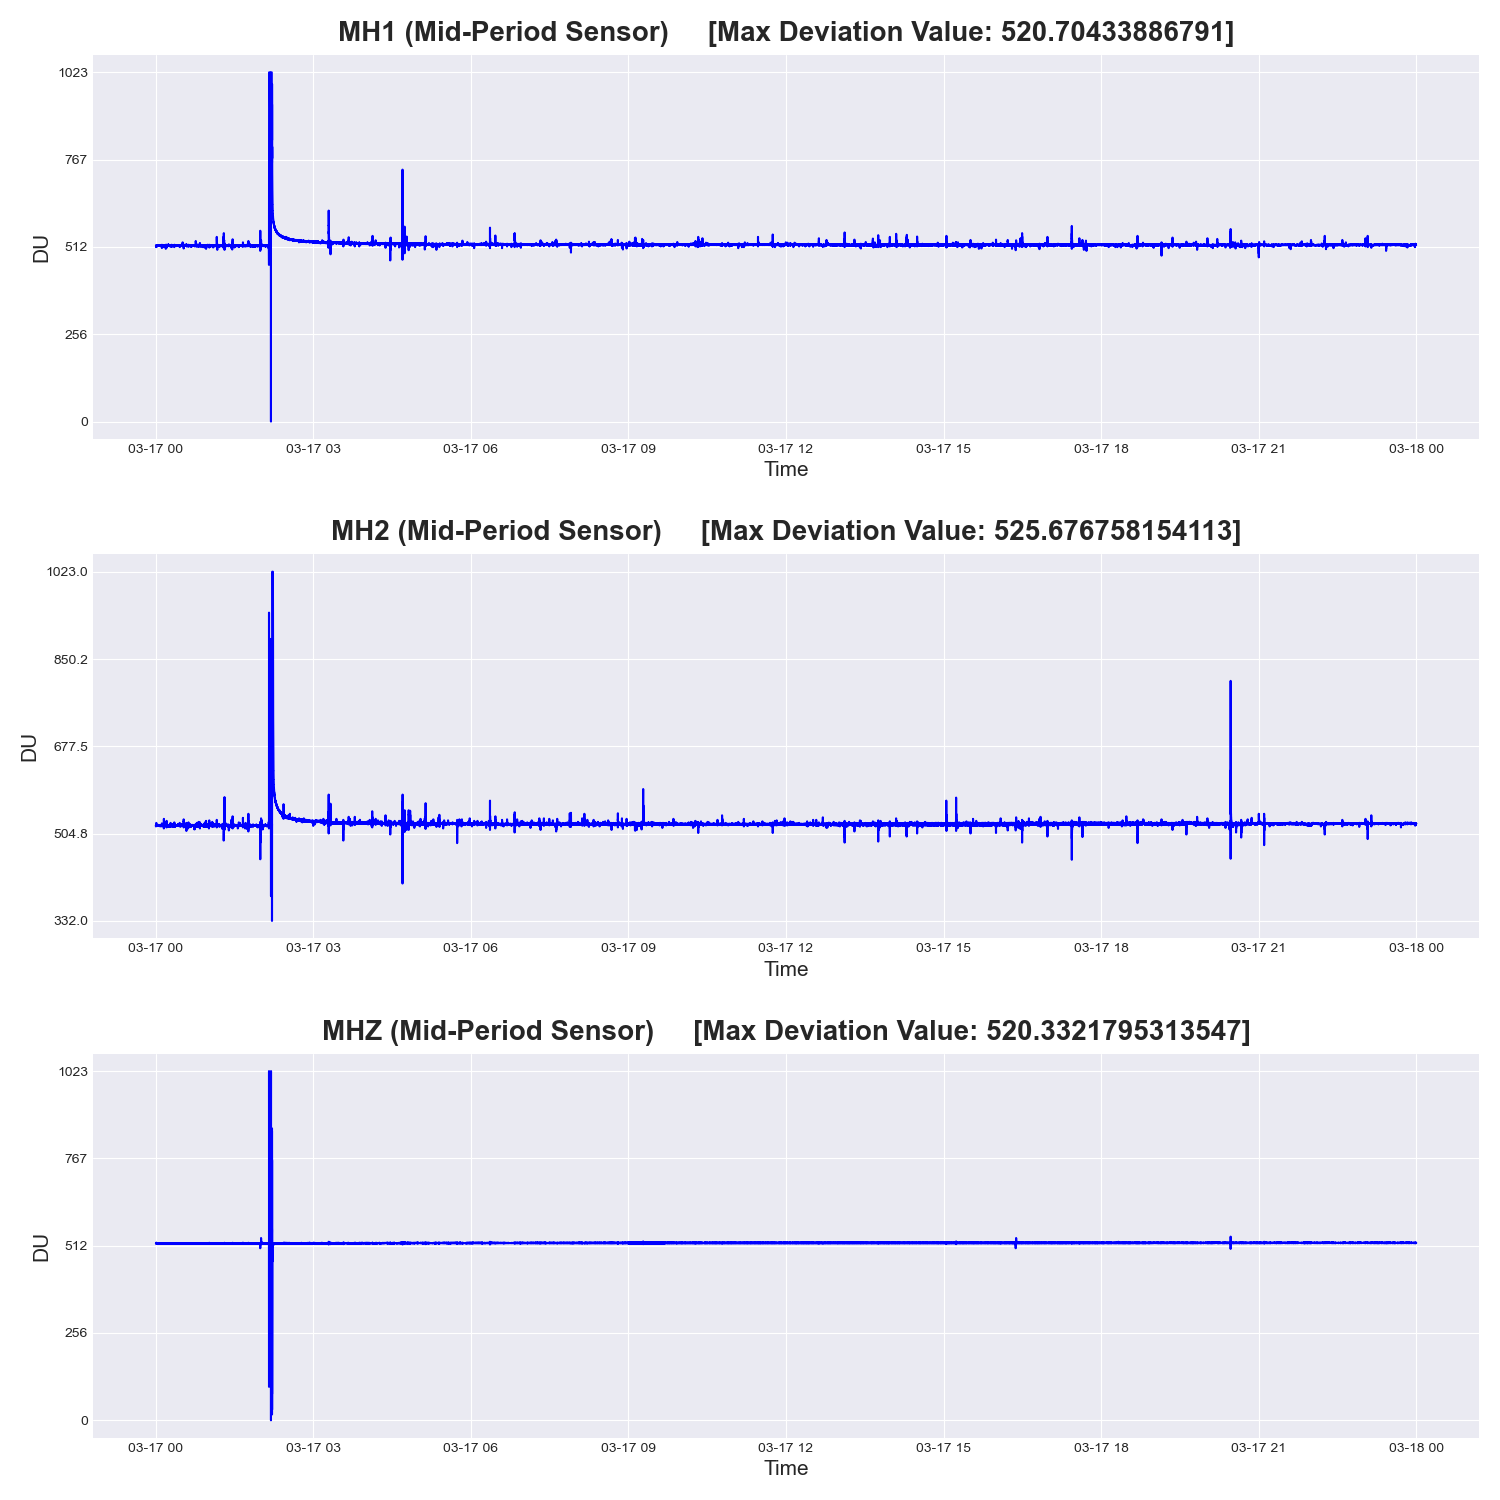 MH1 (Mid-Period Sensor) [Max Deviation Value: 520.70433886791]
1023
767
512
256
0
DU
03-17 00 03-17 03 03-17 06 03-17 09 03-17 12 03-17 15 03-17 18 03-17 21 03-18 00
Time
MH2 (Mid-Period Sensor) [Max Deviation Value: 525.676758154113]
1023.0
850.2
677.5
504.8
332.0
DU
03-17 00 03-17 03 03-17 06 03-17 09 03-17 12 03-17 15 03-17 18 03-17 21 03-18 00
Time
MHZ (Mid-Period Sensor) [Max Deviation Value: 520.3321795313547]
1023
767
512
256
0
DU
03-17 00 03-17 03 03-17 06 03-17 09 03-17 12 03-17 15 03-17 18 03-17 21 03-18 00
Time